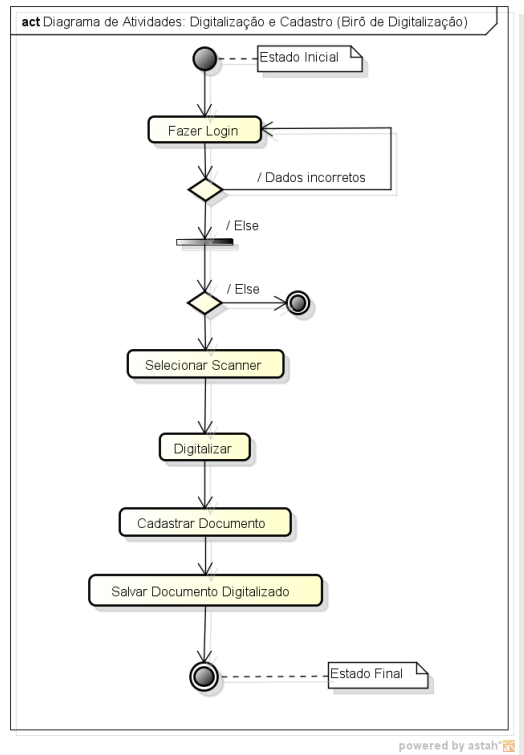 act Diagrama de Atividades: Digitalização e Cadastro (Birô de Digitalização)
Estado Inicial
Fazer Login
/ Dados incorretos
/ Else
/ Else
Selecionar Scanner
Digitalizar
Cadastrar Documento
Salvar Documento Digitalizado
Estado Final
powered by astah*